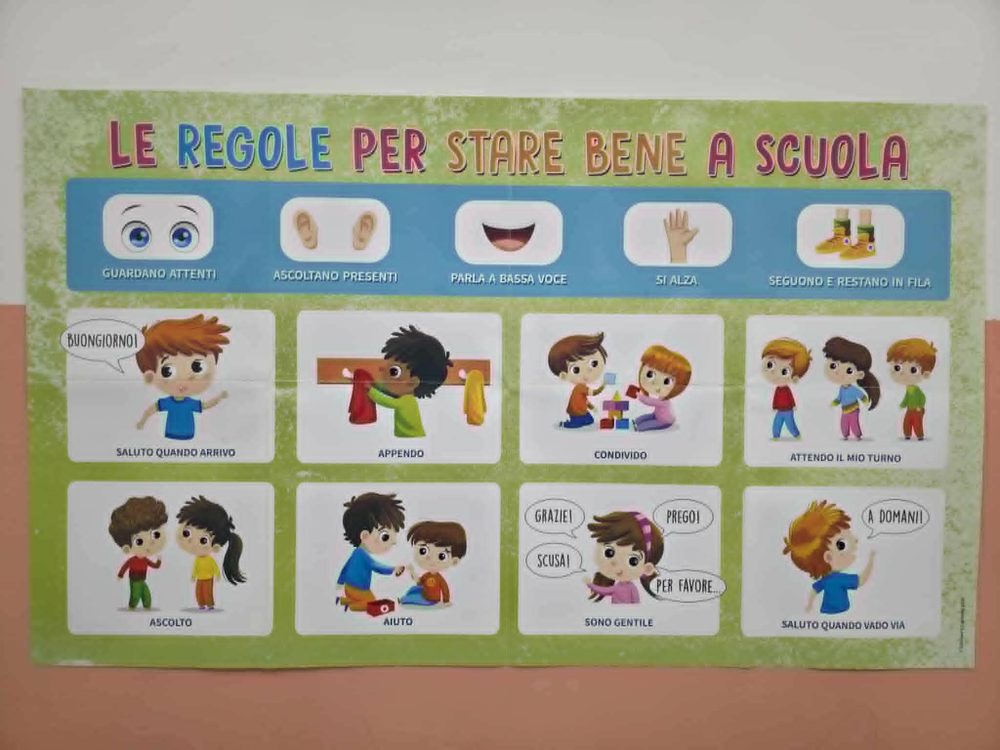 LE REGOLE PER STARE BENE A SCUOLA
GUARDANO ATTENTI
ASCOLTANO PRESENTI
PARLA A BASSA VOCE
SI ALZA
SEGUONO E RESTANO IN FILA
BUONGIORNO!
SALUTO QUANDO ARRIVO
APPENDO
CONDIVIDO
ATTENDO IL MIO TURNO
ASCOLTO
AIUTO
GRAZIE!
PREGO!
SCUSA!
PER FAVORE...
SONO GENTILE
A DOMANI!
SALUTO QUANDO VADO VIA